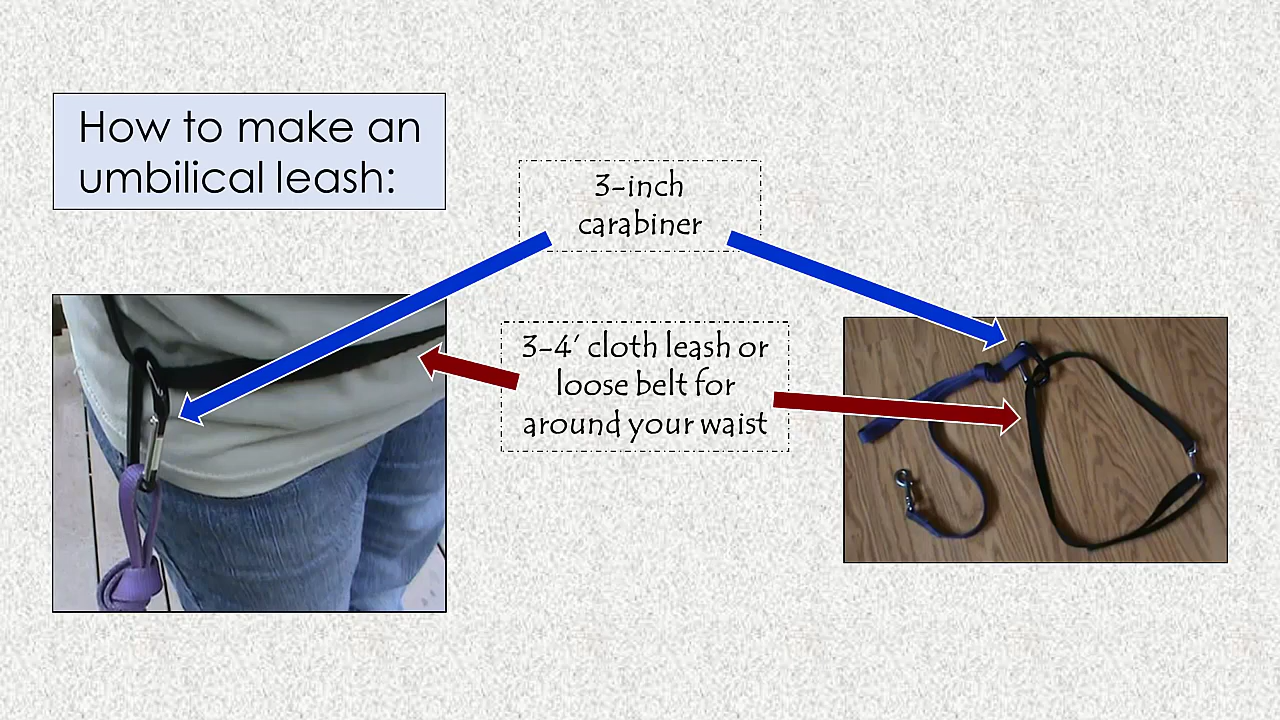 How to make an
umbilical leash:
3-inch
carabiner
3-4′ cloth leash or
loose belt for
around your waist